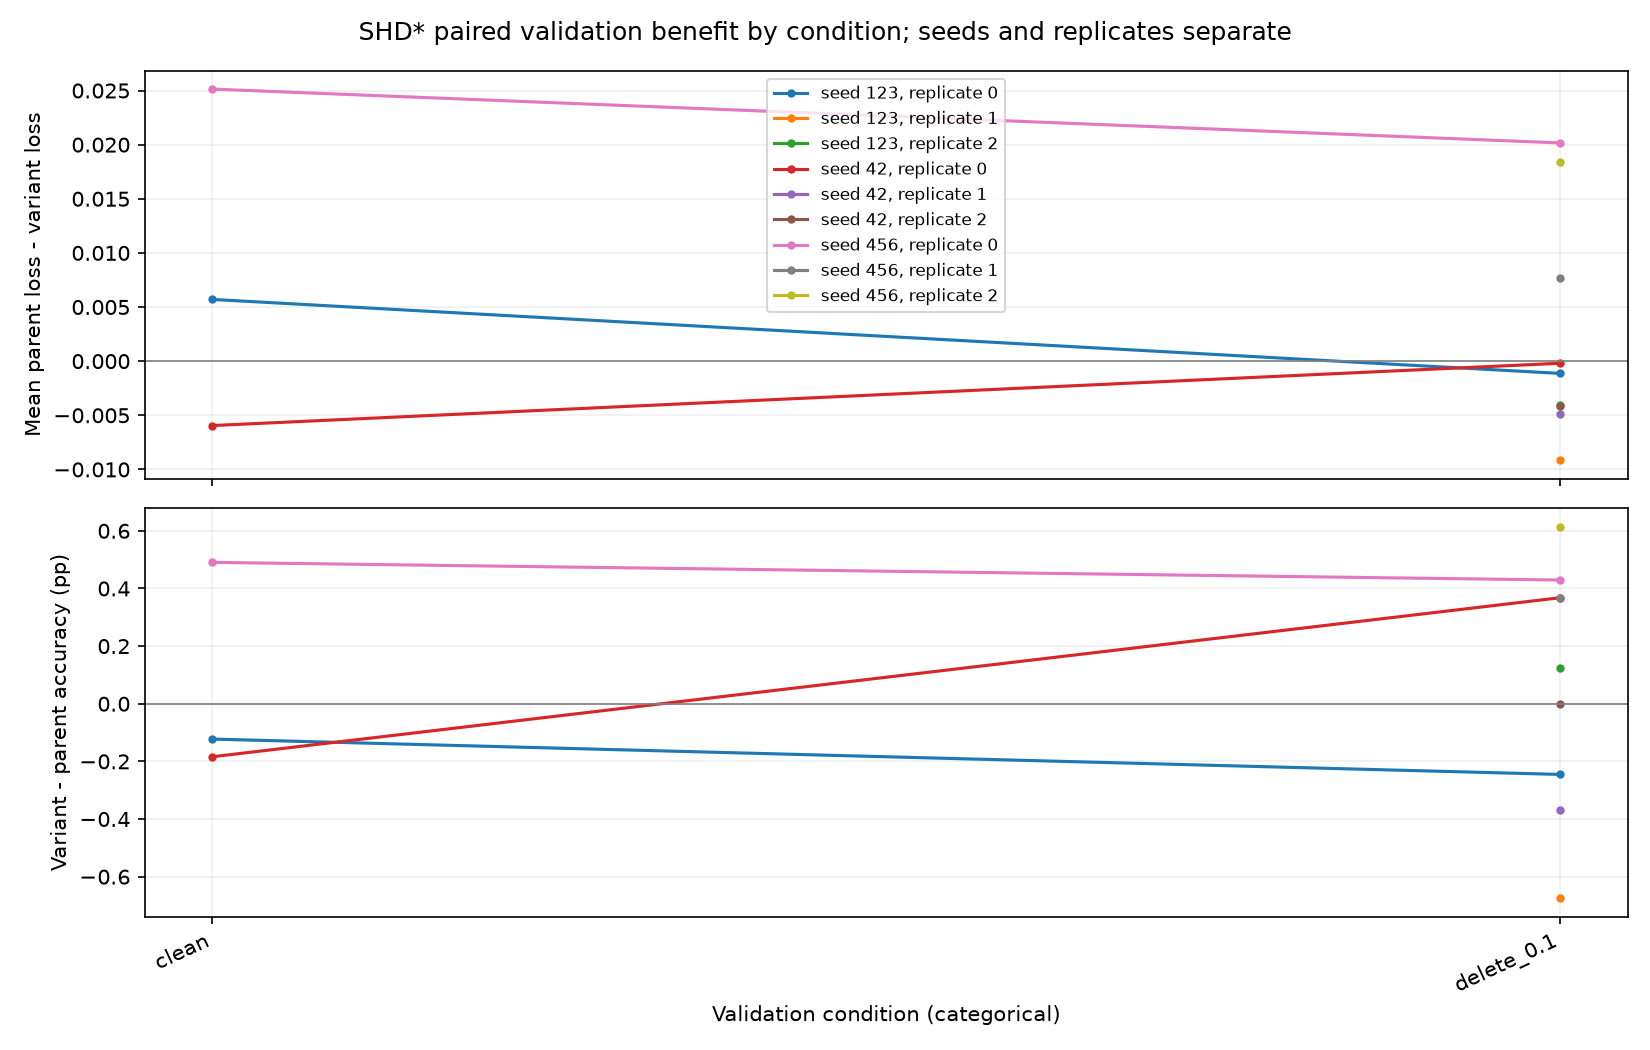 SHD* paired validation benefit by condition; seeds and replicates separate
Mean parent loss - variant loss
0.025
0.020
0.015
0.010
0.005
0.000
−0.005
−0.010
seed 123, replicate 0
seed 123, replicate 1
seed 123, replicate 2
seed 42, replicate 0
seed 42, replicate 1
seed 42, replicate 2
seed 456, replicate 0
seed 456, replicate 1
seed 456, replicate 2
Variant - parent accuracy (pp)
0.6
0.4
0.2
0.0
−0.2
−0.4
−0.6
clean
delete_0.1
Validation condition (categorical)